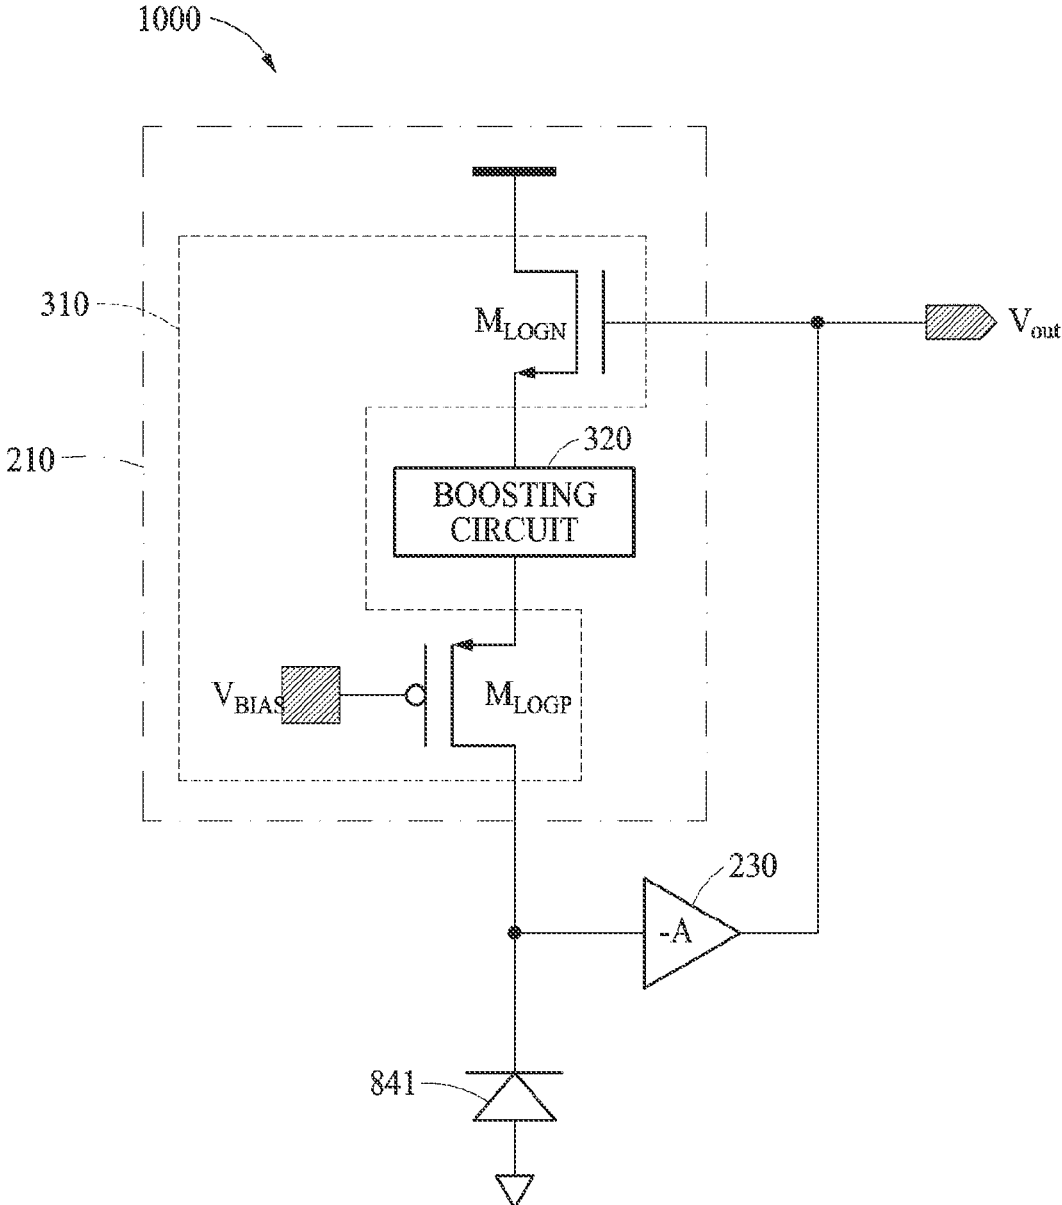 1000
310
M_LOGN
V_out
210
320
BOOSTING
CIRCUIT
V_BIAS
M_LOGP
230
-A
841